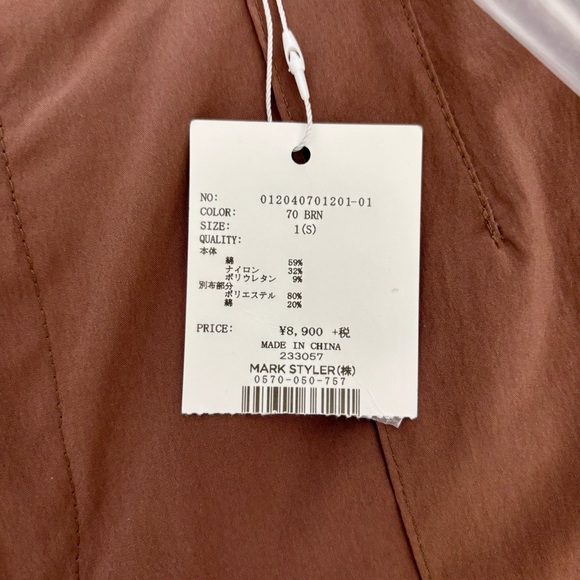 NO: 012040701201-01
COLOR: 70 BRN
SIZE: 1(S)
QUALITY:
本体
綿 59%
ナイロン 32%
ポリウレタン 9%
別布部分
ポリエステル 80%
綿 20%
PRICE: ¥8,900 +税
MADE IN CHINA
233057
MARK STYLER(株)
0570-050-757